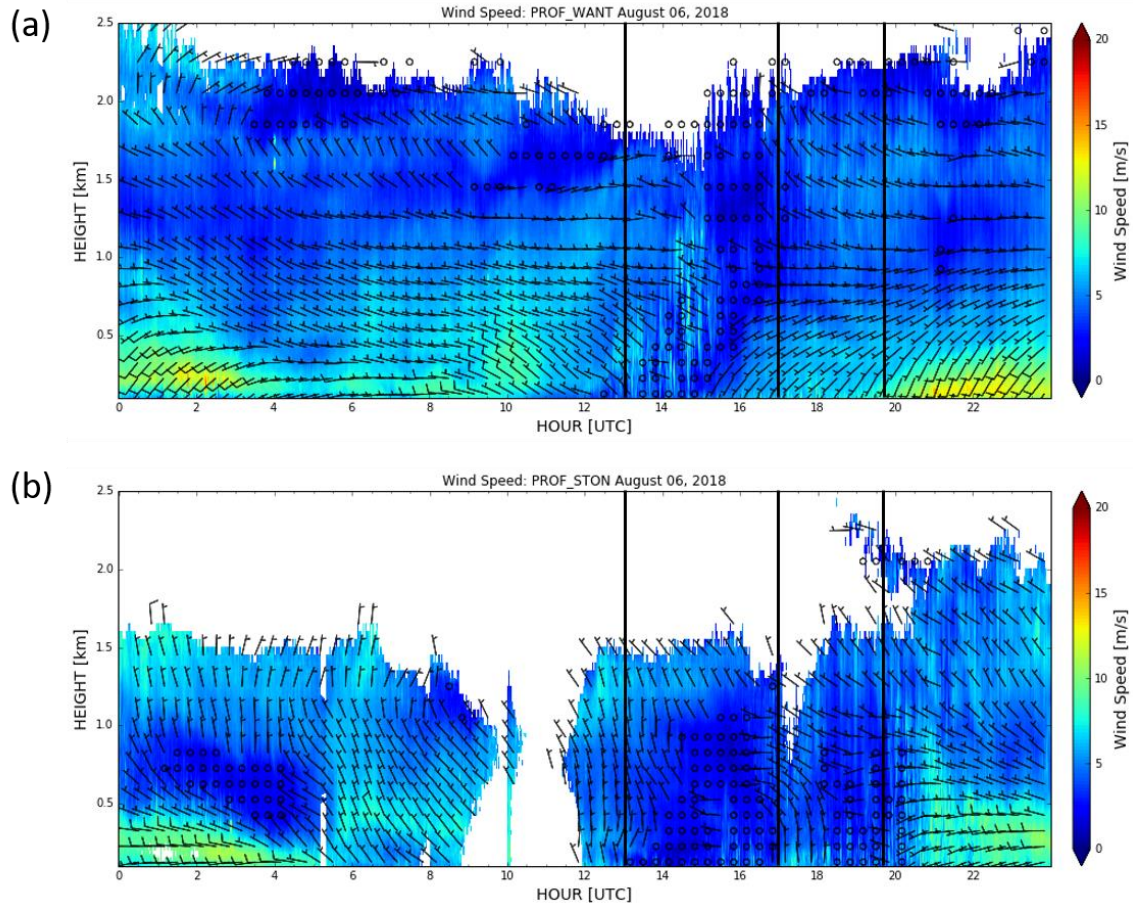 (a)
Wind Speed: PROF_WANT August 06, 2018
2.5
2.0
1.5
1.0
0.5
HEIGHT [km]
0 2 4 6 8 10 12 14 16 18 20 22
HOUR [UTC]
20
15
10
5
0
Wind Speed [m/s]
(b)
Wind Speed: PROF_STON August 06, 2018
2.5
2.0
1.5
1.0
0.5
HEIGHT [km]
0 2 4 6 8 10 12 14 16 18 20 22
HOUR [UTC]
20
15
10
5
0
Wind Speed [m/s]